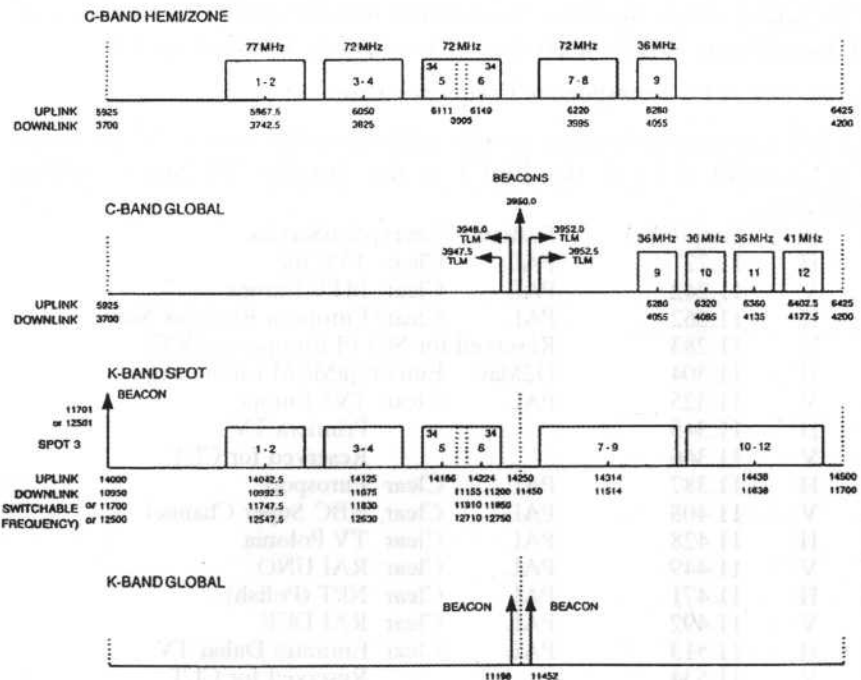 C-BAND HEMI/ZONE
77 MHz 72 MHz 72 MHz 72 MHz 36 MHz
34 34
1-2 3-4 5 6 7-8 9
UPLINK 5925 5967.5 6050 6111 6149 6220 6280 6425
DOWNLINK 3700 3742.5 3825 3905 3995 4055 4200
BEACONS
3950.0
C-BAND GLOBAL
3948.0 TLM 3952.0 TLM
3947.5 TLM 3952.5 TLM
36 MHz 36 MHz 36 MHz 41 MHz
9 10 11 12
UPLINK 5925 6280 6320 6360 6402.5 6425
DOWNLINK 3700 4055 4095 4135 4177.5 4200
K-BAND SPOT
BEACON
11701
or 12501
SPOT 3
34 34
1-2 3-4 5 6 7-9 10-12
UPLINK 14000 14042.5 14125 14186 14224 14250 14314 14438 14500
DOWNLINK 10950 10992.5 11075 11155 11200 11450 11514 11638 11700
SWITCHABLE or 11700 11747.5 11830 11910 11950
FREQUENCY) or 12500 12547.5 12630 12710 12750
K-BAND GLOBAL
BEACON BEACON
11198 11452